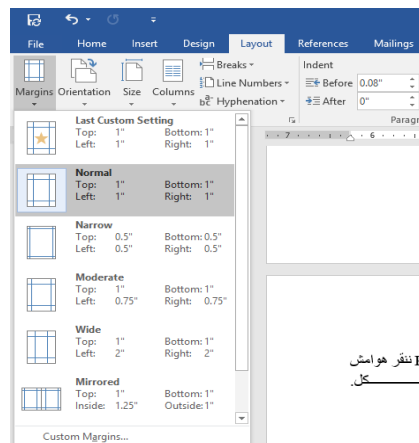 File Home Insert Design Layout References Mailings
Breaks Indent
Line Numbers Before 0.08"
Margins Orientation Size Columns
Hyphenation After 0"
Last Custom Setting Paragr
Top: 1" Bottom: 1" 7 6
Left: 1" Right: 1"
Normal
Top: 1" Bottom: 1"
Left: 1" Right: 1"
Narrow
Top: 0.5" Bottom: 0.5"
Left: 0.5" Right: 0.5"
Moderate
Top: 1" Bottom: 1"
Left: 0.75" Right: 0.75"
Wide
Top: 1" Bottom: 1"
Left: 2" Right: 2"
ننقر هوامش
كل.
Mirrored
Top: 1" Bottom: 1"
Inside: 1.25" Outside: 1"
Custom Margins...